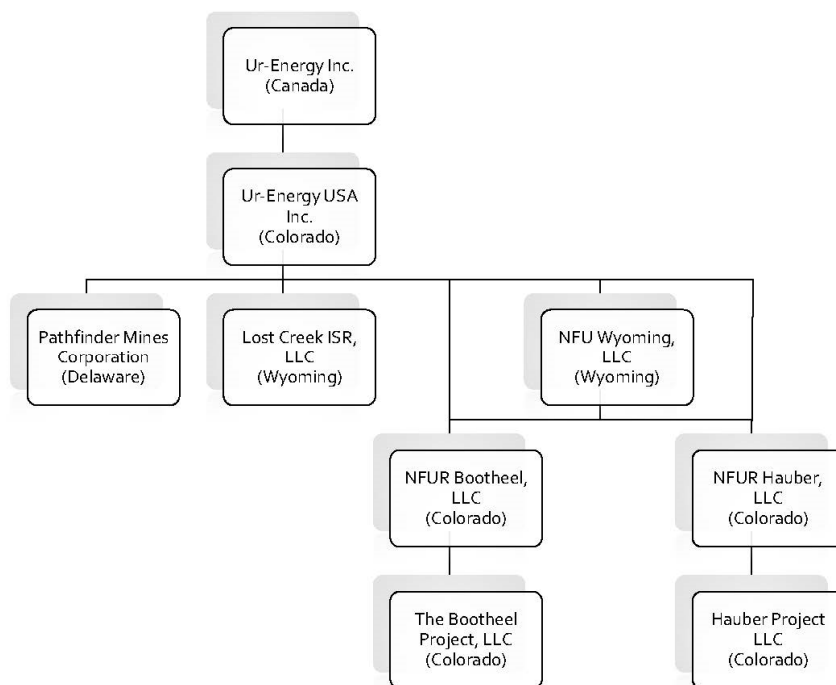 Ur-Energy Inc.
(Canada)
Ur-Energy USA
Inc.
(Colorado)
Pathfinder Mines
Corporation
(Delaware)
Lost Creek ISR,
LLC
(Wyoming)
NFU Wyoming,
LLC
(Wyoming)
NFUR Bootheel,
LLC
(Colorado)
NFUR Hauber,
LLC
(Colorado)
The Bootheel
Project, LLC
(Colorado)
Hauber Project
LLC
(Colorado)